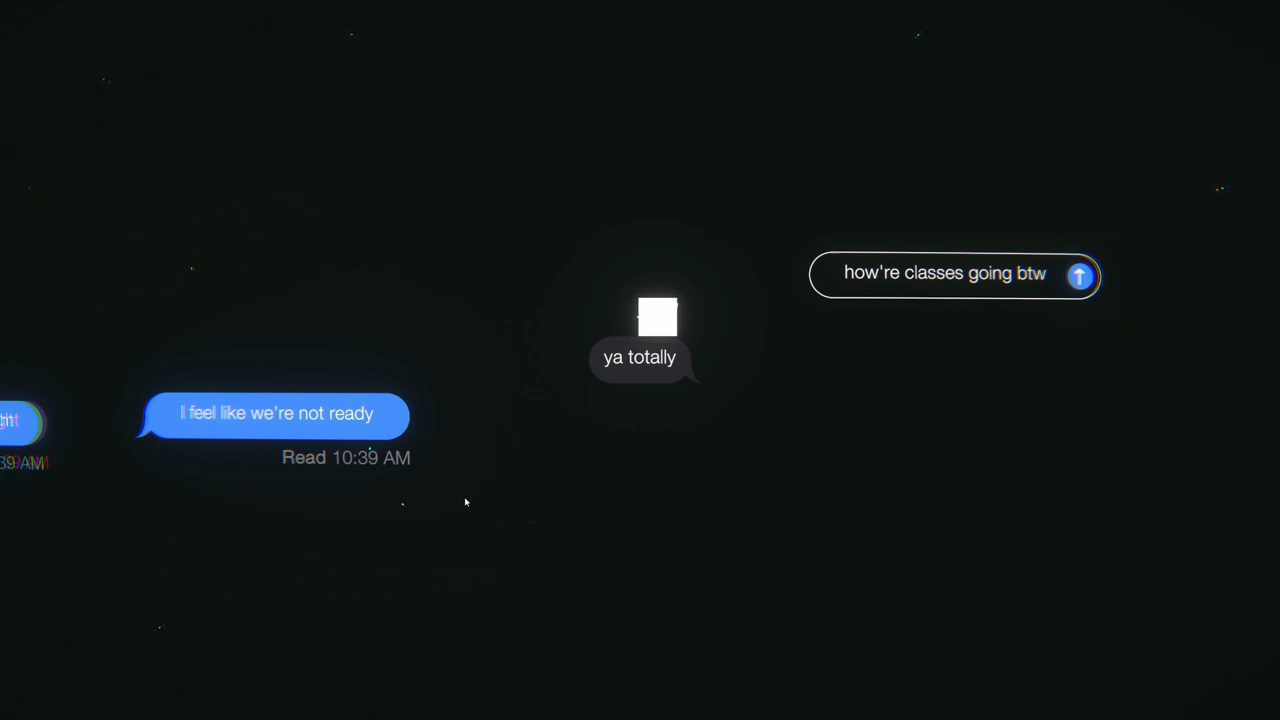 how're classes going btw
ya totally
I feel like we're not ready
Read 10:39 AM